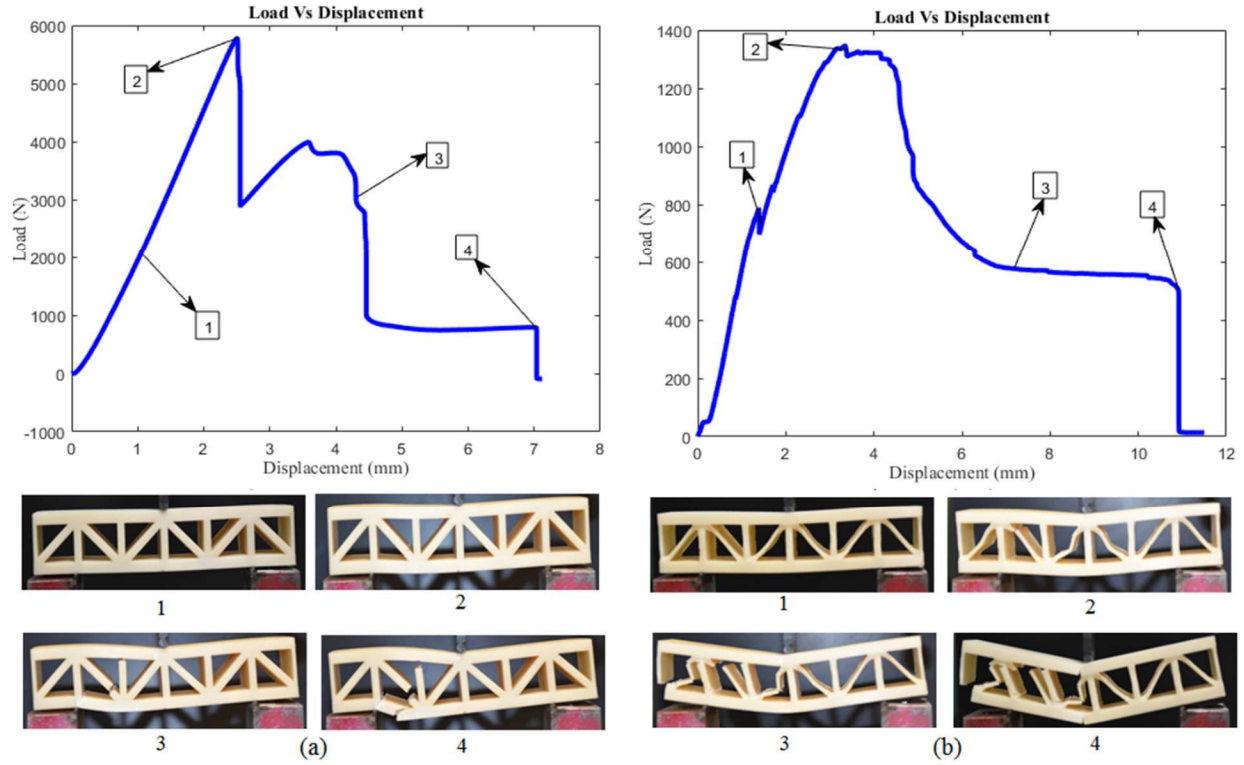 Load Vs Displacement
6000
5000
4000
3000
2000
1000
0
-1000
Load (N)
2
3
4
1
0 1 2 3 4 5 6 7 8
Displacement (mm)
Load Vs Displacement
1400
1200
1000
800
600
400
200
0
Load (N)
2
1
3
4
0 2 4 6 8 10 12
Displacement (mm)
1 2
3 4
(a)
1 2
3 4
(b)